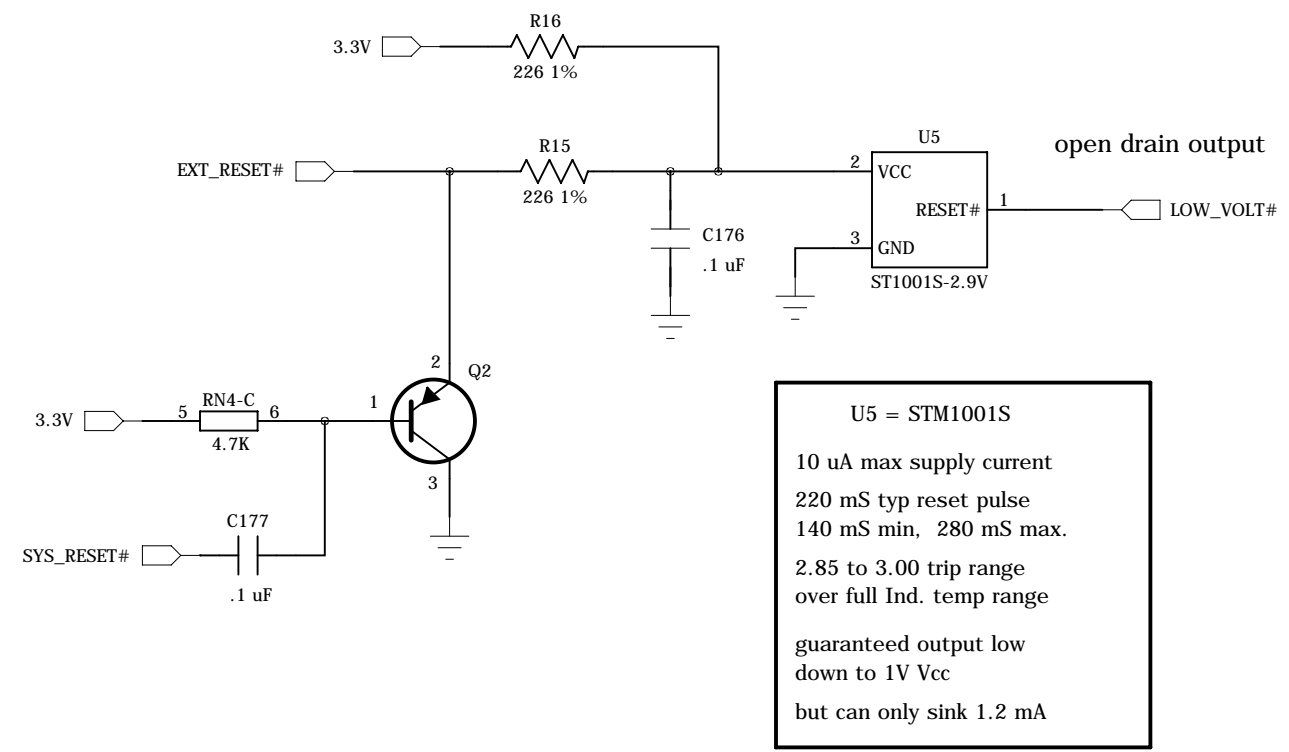 R16
3.3V
226 1%
R15
EXT_RESET#
226 1%
C176
.1 uF
U5
open drain output
2
VCC
RESET#
1
LOW_VOLT#
3
GND
ST1001S-2.9V
2
Q2
RN4-C
3.3V
5
6
1
4.7K
3
C177
SYS_RESET#
.1 uF
U5 = STM1001S
10 uA max supply current
220 mS typ reset pulse
140 mS min, 280 mS max.
2.85 to 3.00 trip range
over full Ind. temp range
guaranteed output low
down to 1V Vcc
but can only sink 1.2 mA